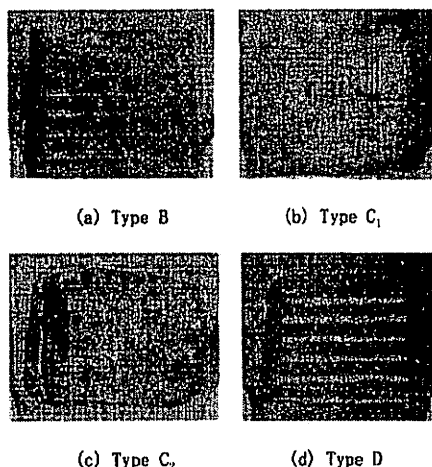 (a) Type B
(b) Type C₁
(c) Type C₂
(d) Type D